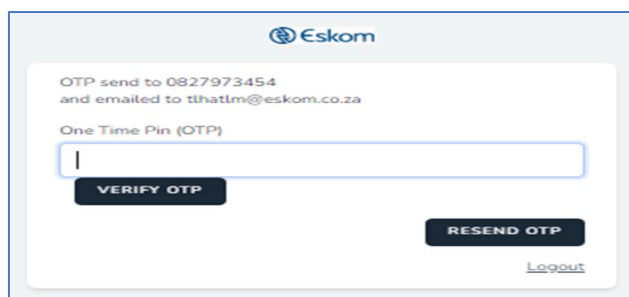 Eskom
OTP send to 0827973454
and emailed to tlhatlm@eskom.co.za
One Time Pin (OTP)
VERIFY OTP
RESEND OTP
Logout